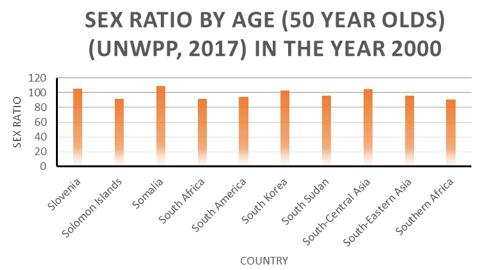 SEX RATIO BY AGE (50 YEAR OLDS)
(UNWPP, 2017) IN THE YEAR 2000
SEX RATIO
120
100
80
60
40
20
0
Slovenia
Solomon Islands
Somalia
South Africa
South America
South Korea
South Sudan
South-Central Asia
South-Eastern Asia
Southern Africa
COUNTRY